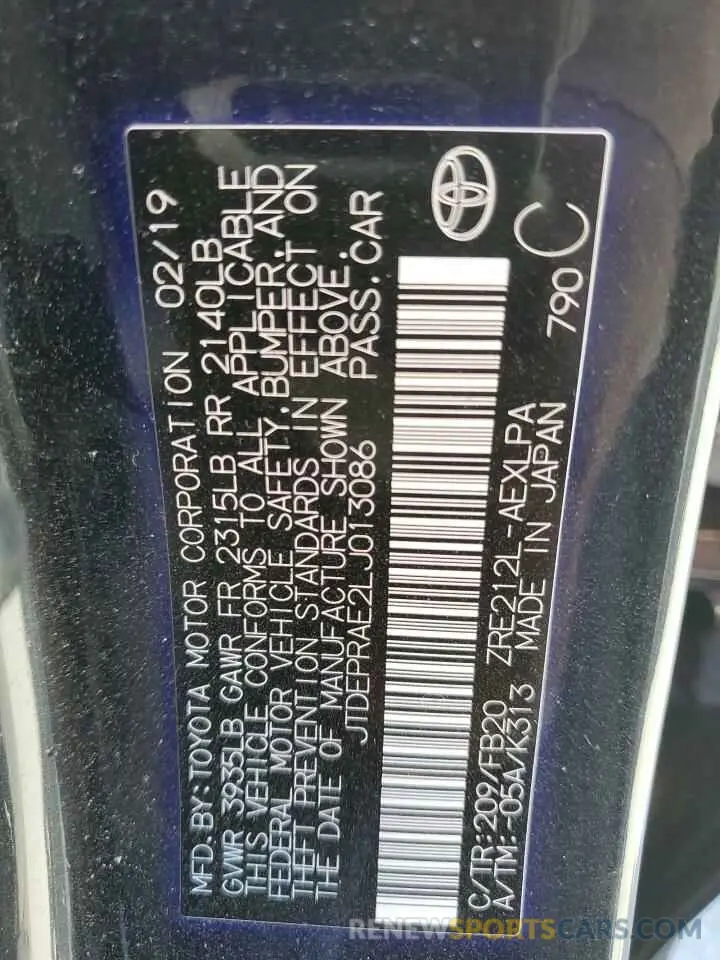 MFD. BY: TOYOTA MOTOR CORPORATION 02/19
GVWR 3935LB GAWR FR 2315LB RR 2140LB
THIS VEHICLE CONFORMS TO ALL APPLICABLE
FEDERAL MOTOR VEHICLE SAFETY, BUMPER, AND
THEFT PREVENTION STANDARDS IN EFFECT ON
THE DATE OF MANUFACTURE SHOWN ABOVE.
JTDEPRAE2LJ013086 PASS.CAR
C/TR: 209/FB20 ZRE212L-AEXLPA 790 C
A/TM: -05A/K313 MADE IN JAPAN
RENEWSPORTSCARS.COM